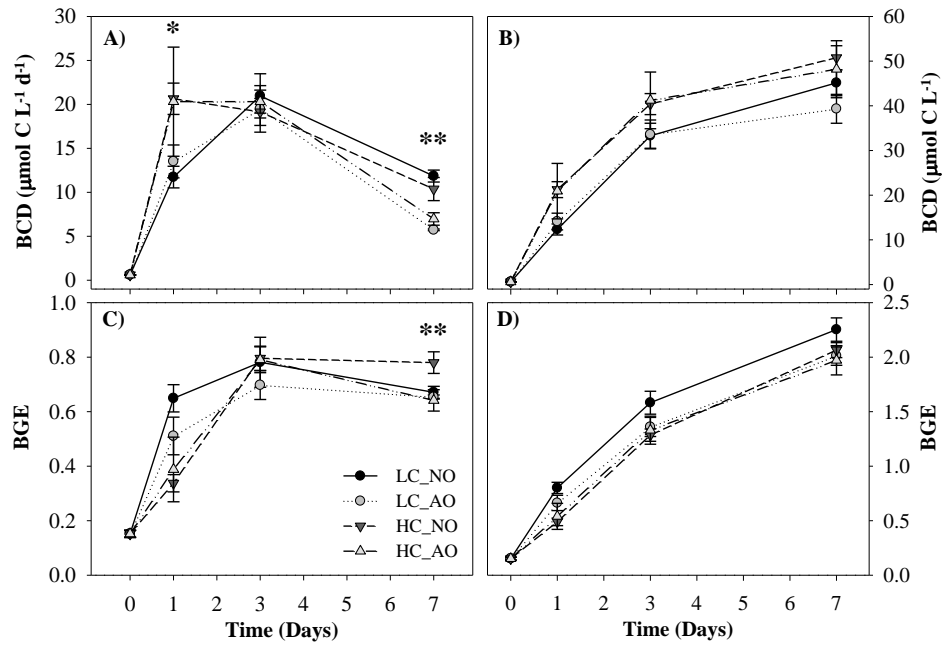 A)
*
**
BCD (µmol C L⁻¹ d⁻¹)
30
25
20
15
10
5
0
B)
60
50
40
30
20
10
0
BCD (µmol C L⁻¹)
C)
**
BGE
1.0
0.8
0.6
0.4
0.2
0.0
LC_NO
LC_AO
HC_NO
HC_AO
0 1 2 3 4 5 6 7
Time (Days)
D)
2.5
2.0
1.5
1.0
0.5
0.0
BGE
0 1 2 3 4 5 6 7
Time (Days)